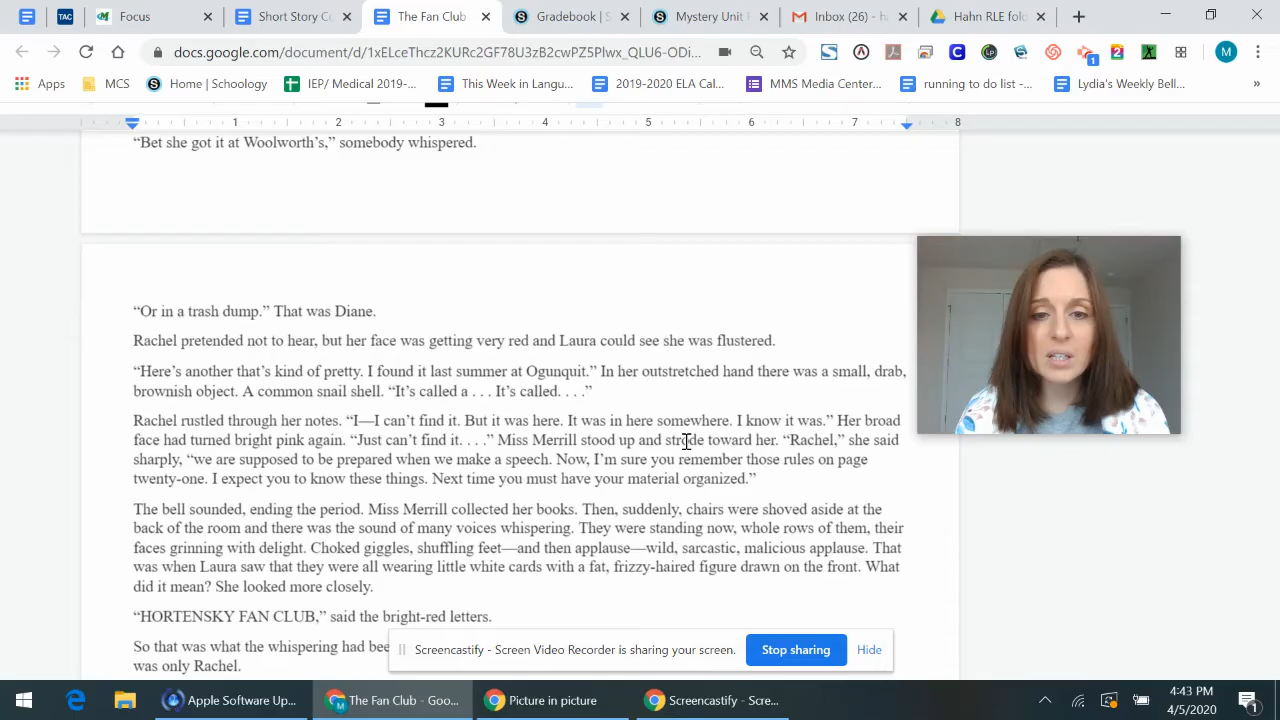 Focus
Short Story Co
The Fan Club
Gradebook | S
Mystery Unit
Inbox (26) - ha
Hahn RLE fold
docs.google.com/document/d/1xELceThcz2KURc2GF78U3zB2cwPZ5Plwx_QLU6-ODi...
M
Apps
MCS
Home | Schoology
IEP/ Medical 2019-...
This Week in Langu...
2019-2020 ELA Cal...
MMS Media Center...
running to do list -...
Lydia's Weekly Bell...
»
1 2 3 4 5 6 7 8
“Bet she got it at Woolworth’s,” somebody whispered.
“Or in a trash dump.” That was Diane.
Rachel pretended not to hear, but her face was getting very red and Laura could see she was flustered.
“Here’s another that’s kind of pretty. I found it last summer at Ogunquit.” In her outstretched hand there was a small, drab,
brownish object. A common snail shell. “It’s called a . . . It’s called. . . .”
Rachel rustled through her notes. “I—I can’t find it. But it was here. It was in here somewhere. I know it was.” Her broad
face had turned bright pink again. “Just can’t find it. . . .” Miss Merrill stood up and strode toward her. “Rachel,” she said
sharply, “we are supposed to be prepared when we make a speech. Now, I’m sure you remember those rules on page
twenty-one. I expect you to know these things. Next time you must have your material organized.”
The bell sounded, ending the period. Miss Merrill collected her books. Then, suddenly, chairs were shoved aside at the
back of the room and there was the sound of many voices whispering. They were standing now, whole rows of them, their
faces grinning with delight. Choked giggles, shuffling feet—and then applause—wild, sarcastic, malicious applause. That
was when Laura saw that they were all wearing little white cards with a fat, frizzy-haired figure drawn on the front. What
did it mean? She looked more closely.
“HORTENSKY FAN CLUB,” said the bright-red letters.
So that was what the whispering had bee
was only Rachel.
Screencastify - Screen Video Recorder is sharing your screen.
Stop sharing
Hide
Apple Software Up...
The Fan Club - Goo...
Picture in picture
Screencastify - Scre...
4:43 PM
4/5/2020
1